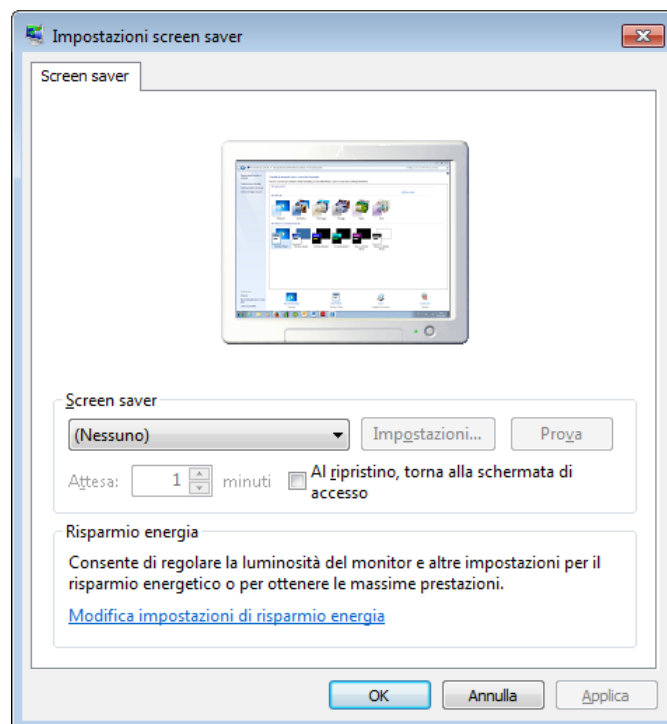 Impostazioni screen saver
Screen saver
Screen saver
(Nessuno)
Impostazioni...
Prova
Attesa:
1
minuti
Al ripristino, torna alla schermata di
accesso
Risparmio energia
Consente di regolare la luminosità del monitor e altre impostazioni per il
risparmio energetico o per ottenere le massime prestazioni.
Modifica impostazioni di risparmio energia
OK
Annulla
Applica